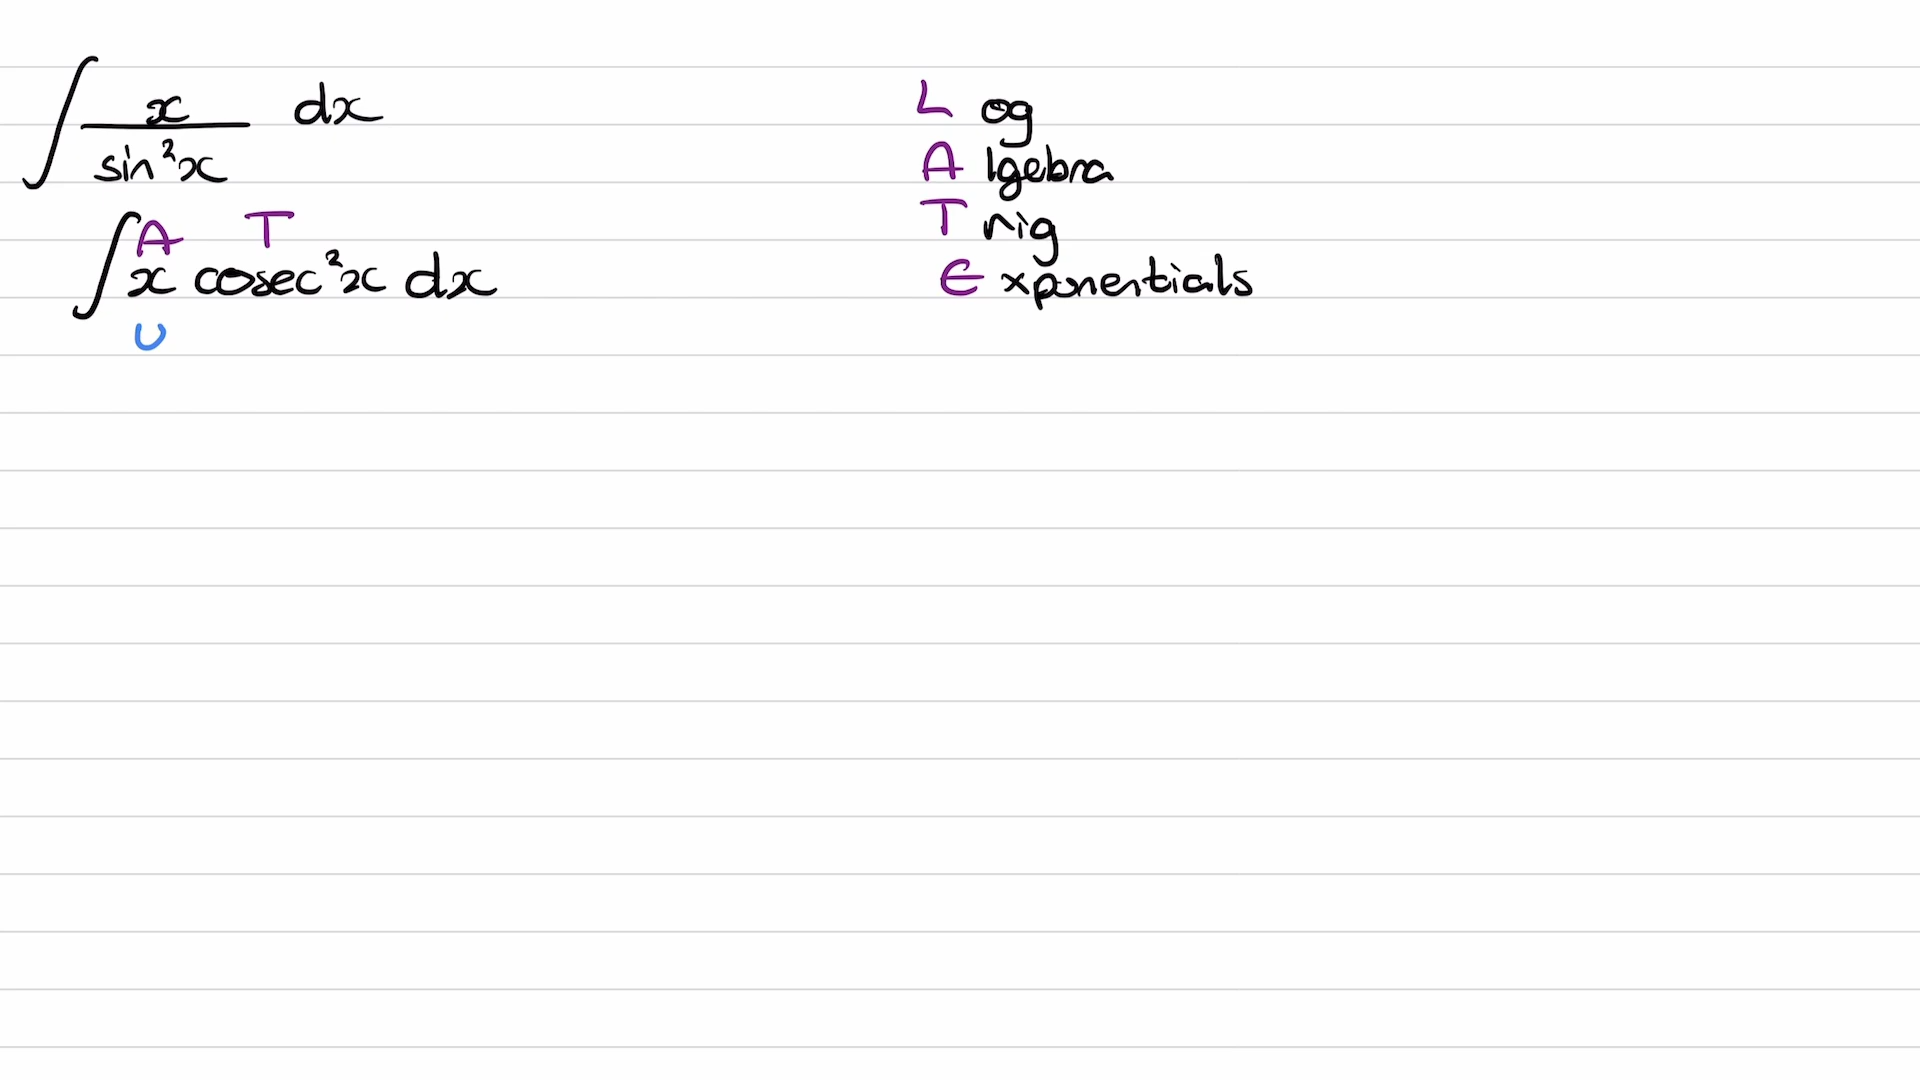 ∫ x / sin²x dx
A T
∫ x cosec²x dx
U
L og
A lgebra
T rig
E xponentials